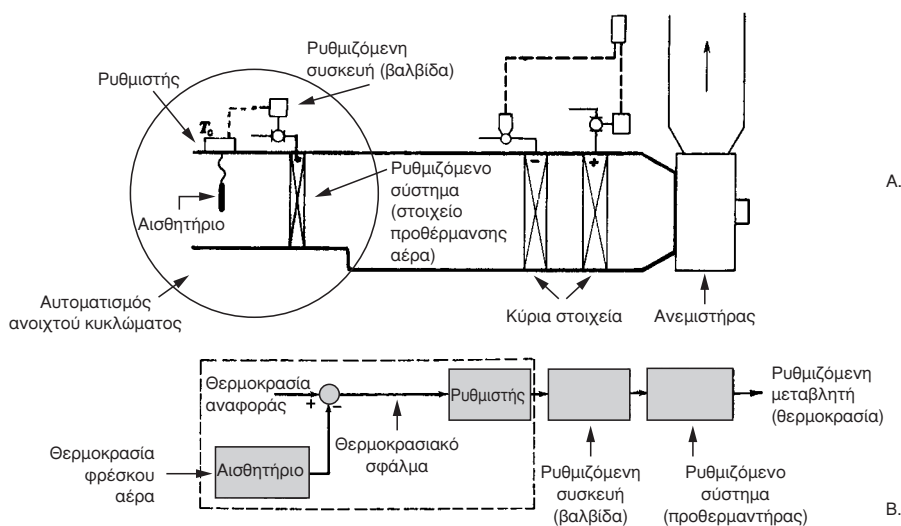 Ρυθμιζόμενη
συσκευή (βαλβίδα)
Ρυθμιστής
Tc
Αισθητήριο
Ρυθμιζόμενο
σύστημα
(στοιχείο
προθέρμανσης
αέρα)
+
-
+
A.
Αυτοματισμός
ανοιχτού κυκλώματος
Κύρια στοιχεία
Ανεμιστήρας
Θερμοκρασία
αναφοράς
+
-
Ρυθμιστής
Ρυθμιζόμενη
μεταβλητή
(θερμοκρασία)
Θερμοκρασιακό
σφάλμα
Θερμοκρασία
φρέσκου
αέρα
Αισθητήριο
Ρυθμιζόμενη
συσκευή
(βαλβίδα)
Ρυθμιζόμενο
σύστημα
(προθερμαντήρας)
B.